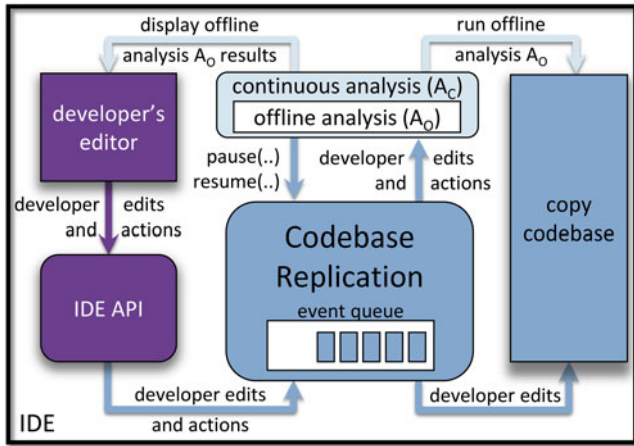 display offline
analysis A_O results
run offline
analysis A_O
continuous analysis (A_C)
offline analysis (A_O)
developer's
editor
pause(..)
resume(..)
developer edits
and actions
copy
codebase
developer edits
and actions
Codebase
Replication
event queue
IDE API
developer edits
and actions
developer edits
IDE